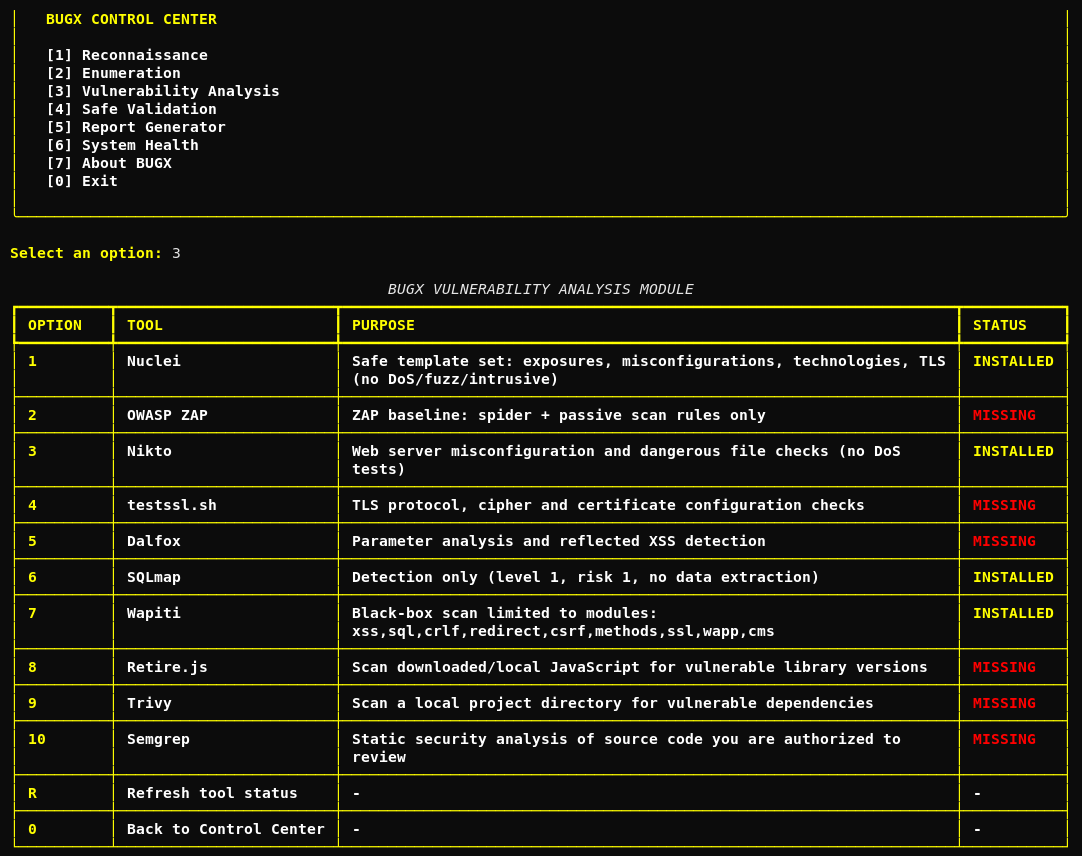 BUGX CONTROL CENTER
[1] Reconnaissance
[2] Enumeration
[3] Vulnerability Analysis
[4] Safe Validation
[5] Report Generator
[6] System Health
[7] About BUGX
[0] Exit
Select an option: 3
BUGX VULNERABILITY ANALYSIS MODULE
OPTION TOOL PURPOSE STATUS
1 Nuclei Safe template set: exposures, misconfigurations, technologies, TLS INSTALLED
(no DoS/fuzz/intrusive)
2 OWASP ZAP ZAP baseline: spider + passive scan rules only MISSING
3 Nikto Web server misconfiguration and dangerous file checks (no DoS INSTALLED
tests)
4 testssl.sh TLS protocol, cipher and certificate configuration checks MISSING
5 Dalfox Parameter analysis and reflected XSS detection MISSING
6 SQLmap Detection only (level 1, risk 1, no data extraction) INSTALLED
7 Wapiti Black-box scan limited to modules: INSTALLED
xss,sql,crlf,redirect,csrf,methods,ssl,wapp,cms
8 Retire.js Scan downloaded/local JavaScript for vulnerable library versions MISSING
9 Trivy Scan a local project directory for vulnerable dependencies MISSING
10 Semgrep Static security analysis of source code you are authorized to MISSING
review
R Refresh tool status - -
0 Back to Control Center - -